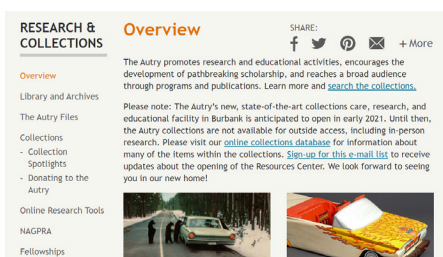 RESEARCH &
COLLECTIONS
Overview
Library and Archives
The Autry Files
Collections
- Collection
Spotlights
- Donating to the
Autry
Online Research Tools
NAGPRA
Fellowships
Overview
SHARE:
+ More
The Autry promotes research and educational activities, encourages the
development of pathbreaking scholarship, and reaches a broad audience
through programs and publications. Learn more and search the collections.
Please note: The Autry's new, state-of-the-art collections care, research, and
educational facility in Burbank is anticipated to open in early 2021. Until then,
the Autry collections are not available for outside access, including in-person
research. Please visit our online collections database for information about
many of the items within the collections. Sign-up for this e-mail list to receive
updates about the opening of the Resources Center. We look forward to seeing
you in our new home!